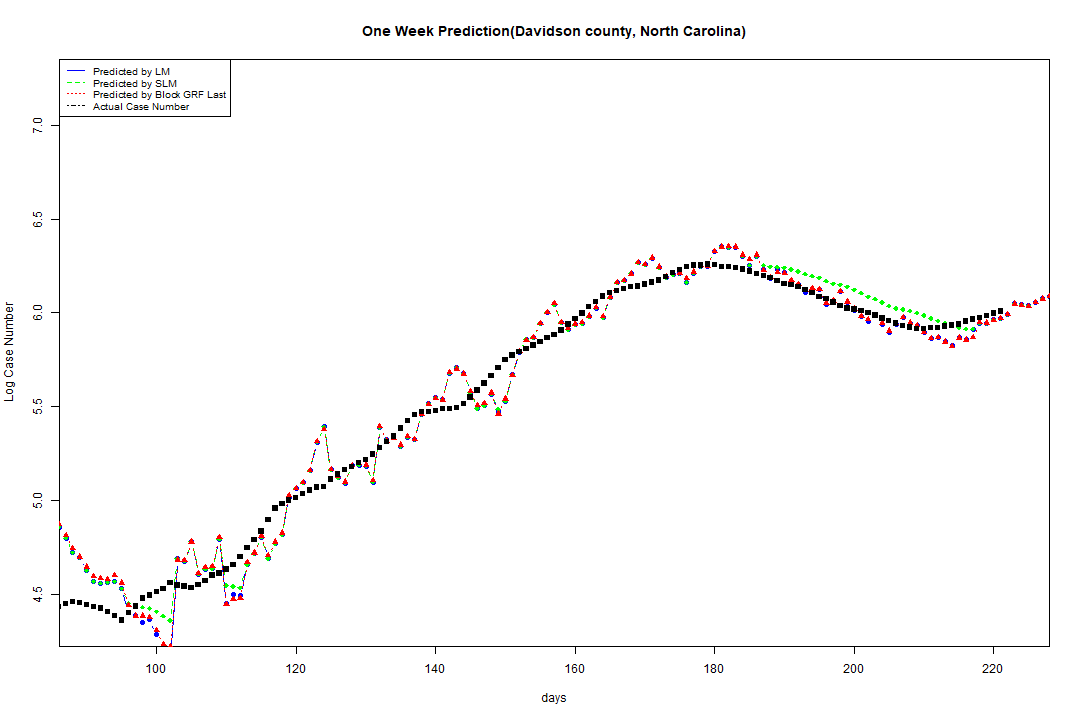 One Week Prediction(Davidson county, North Carolina)
Predicted by LM
Predicted by SLM
Predicted by Block GRF Last
Actual Case Number
Log Case Number
7.0
6.5
6.0
5.5
5.0
4.5
100 120 140 160 180 200 220
days